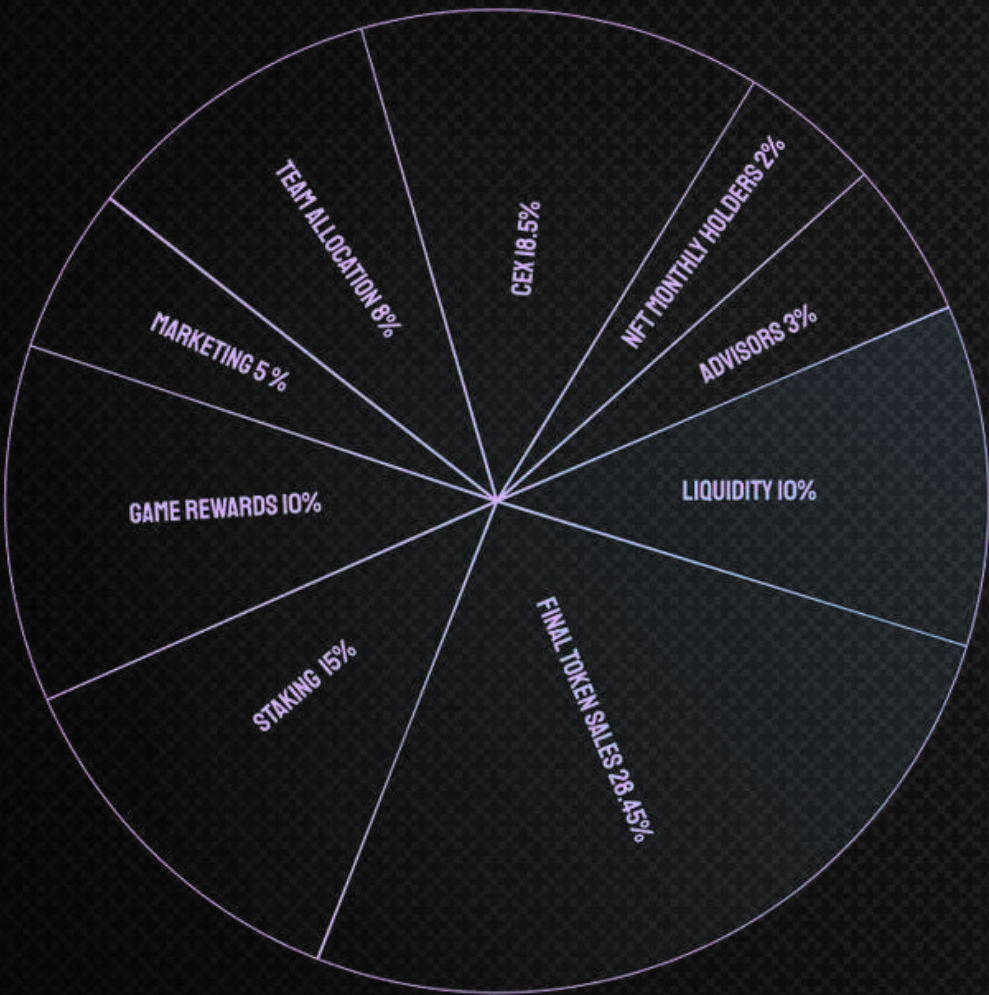 CEX 18.5%
NFT MONTHLY HOLDERS 2%
ADVISORS 3%
LIQUIDITY 10%
FINAL TOKEN SALES 28.45%
STAKING 15%
GAME REWARDS 10%
MARKETING 5 %
TEAM ALLOCATION 8%